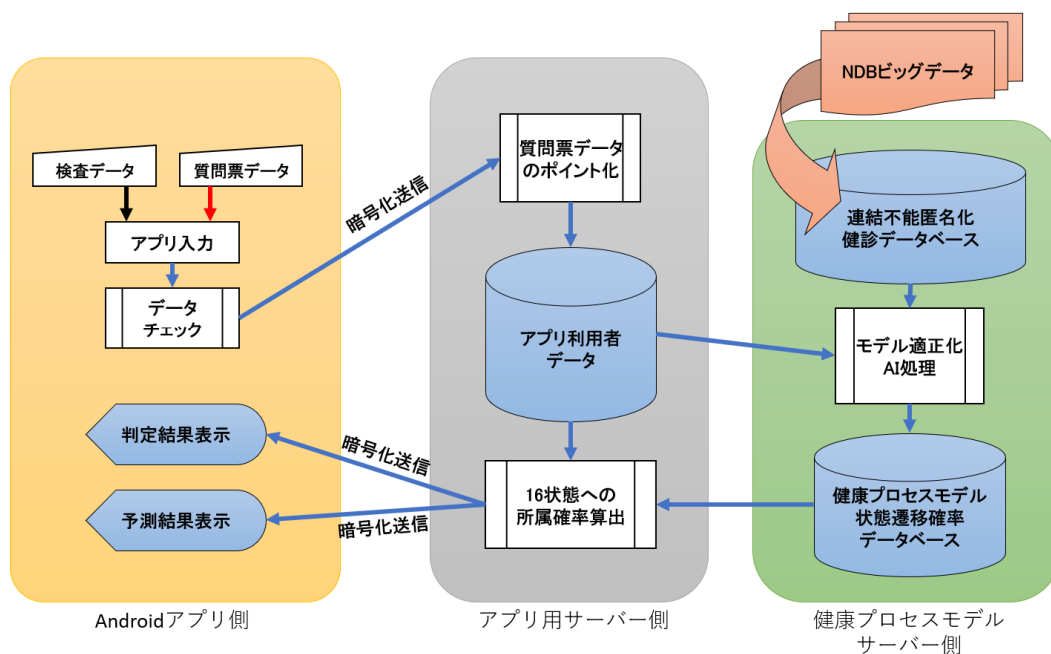 検査データ
質問票データ
アプリ入力
データ
チェック
判定結果表示
予測結果表示
Androidアプリ側
暗号化送信
暗号化送信
暗号化送信
質問票データ
のポイント化
アプリ利用者
データ
16状態への
所属確率算出
アプリ用サーバー側
NDBビッグデータ
連結不能匿名化
健診データベース
モデル適正化
AI処理
健康プロセスモデル
状態遷移確率
データベース
健康プロセスモデル
サーバー側